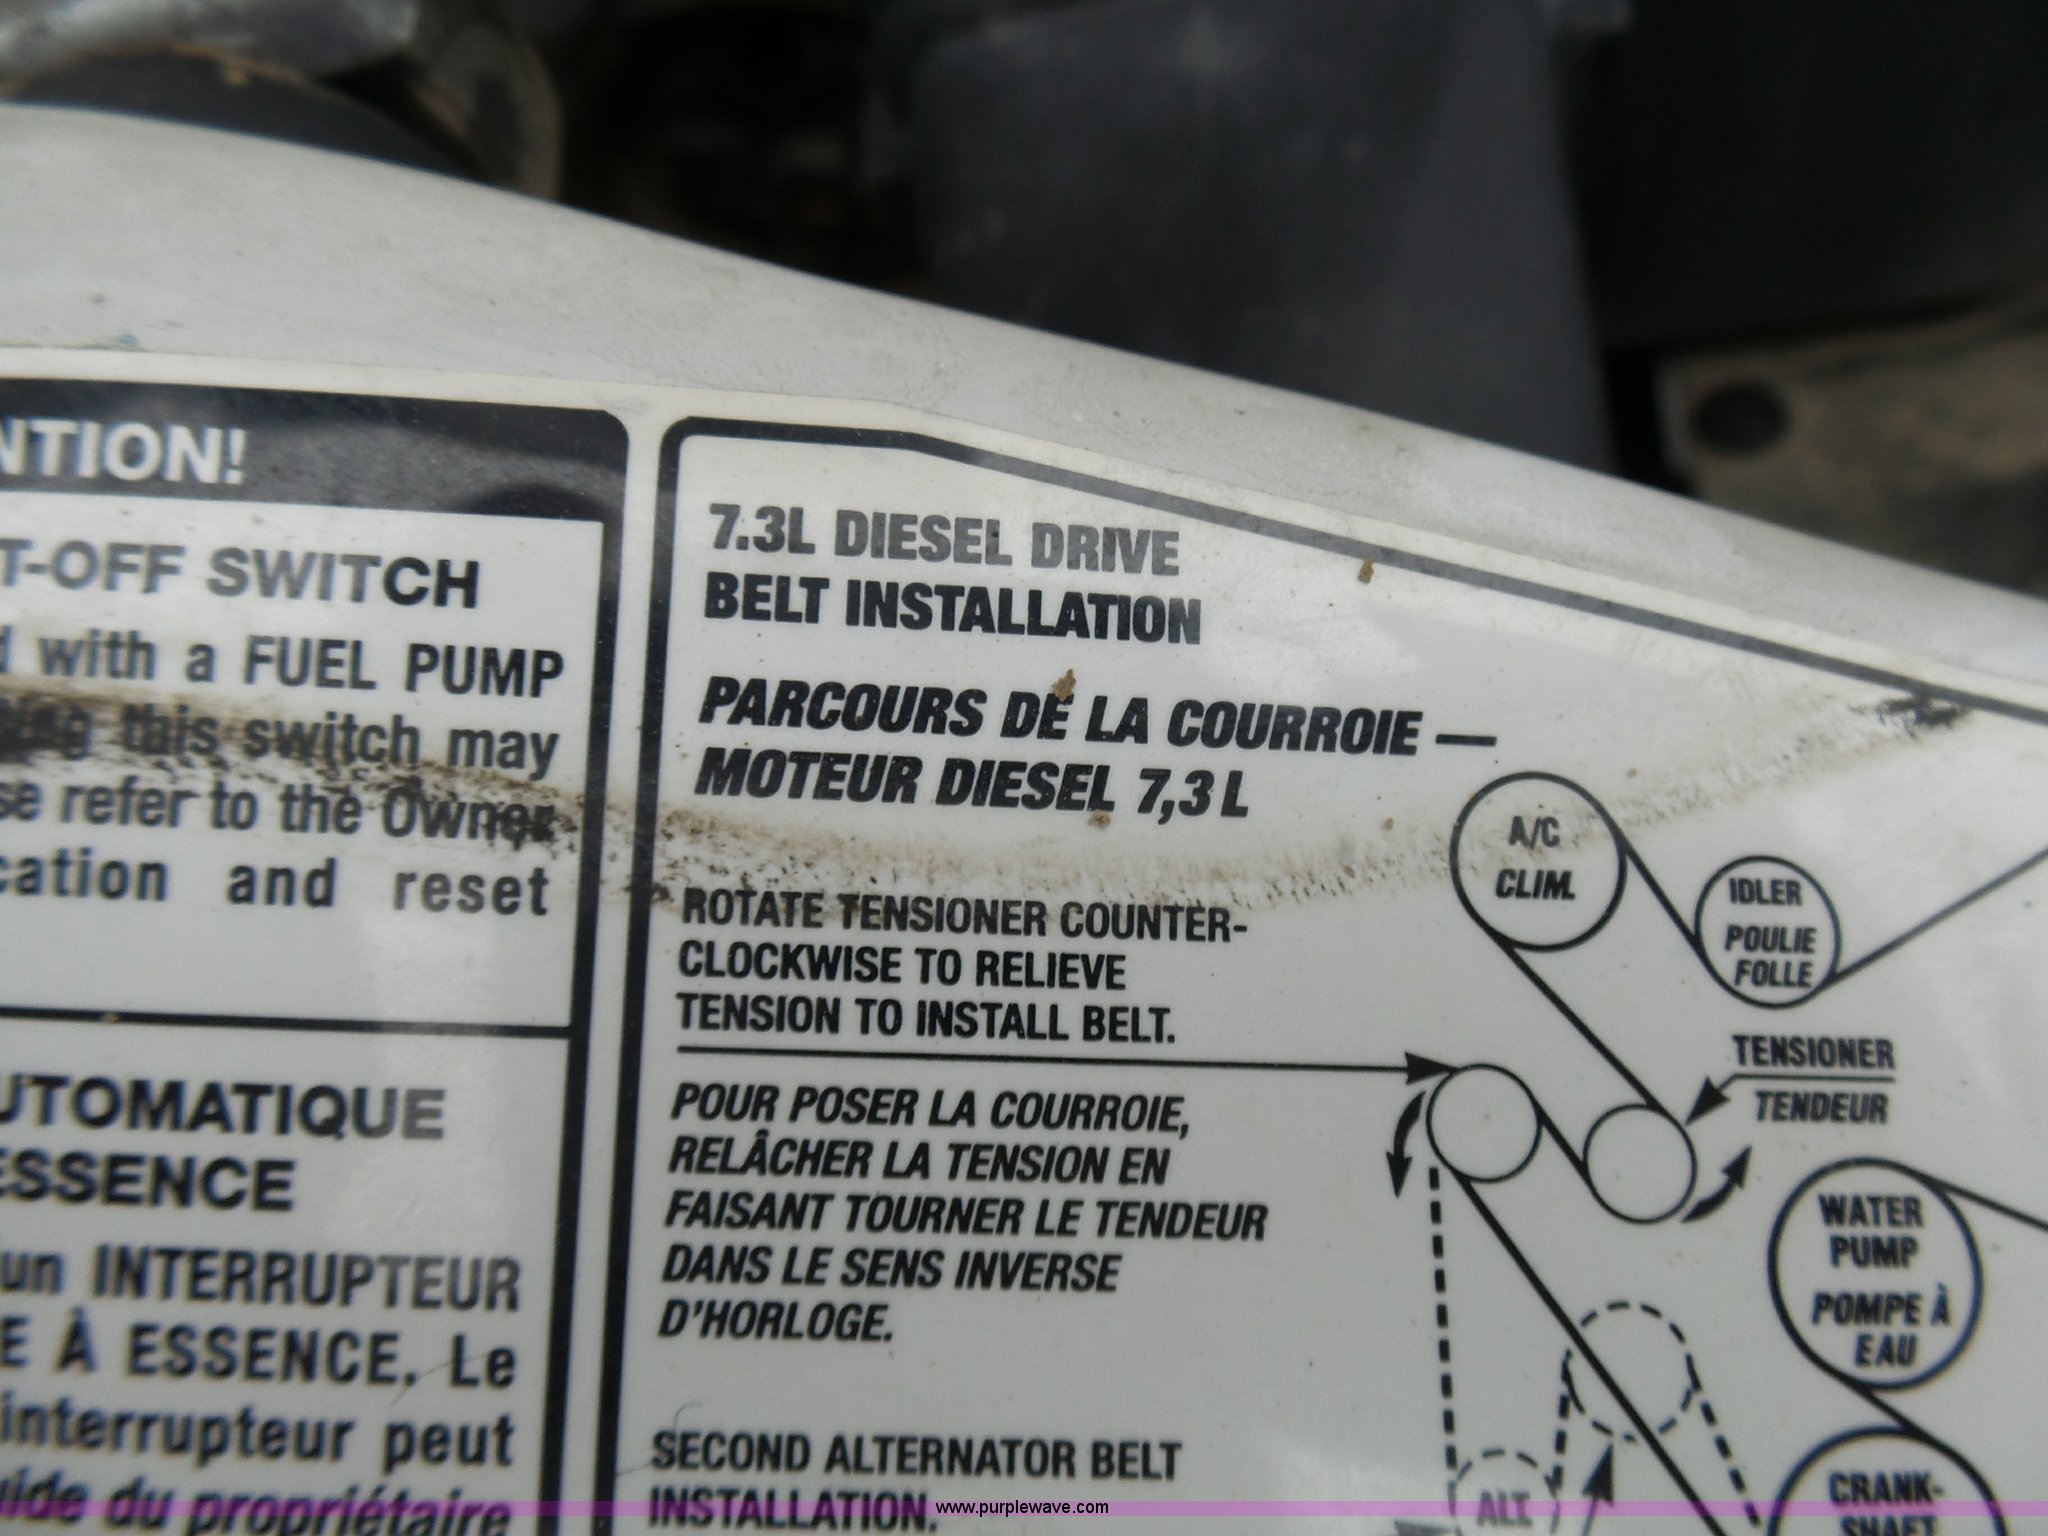 NTION!
T-OFF SWITCH
with a FUEL PUMP
this switch may
se refer to the Owner
cation and reset
UTOMATIQUE
ESSENCE
un INTERRUPTEUR
E À ESSENCE. Le
interrupteur peut
uide du propriétaire
7.3L DIESEL DRIVE
BELT INSTALLATION
PARCOURS DE LA COURROIE —
MOTEUR DIESEL 7,3 L
ROTATE TENSIONER COUNTER-
CLOCKWISE TO RELIEVE
TENSION TO INSTALL BELT.
POUR POSER LA COURROIE,
RELÂCHER LA TENSION EN
FAISANT TOURNER LE TENDEUR
DANS LE SENS INVERSE
D'HORLOGE.
SECOND ALTERNATOR BELT
INSTALLATION.
A/C
CLIM.
IDLER
POULIE
FOLLE
TENSIONER
TENDEUR
WATER
PUMP
POMPE À
EAU
ALT
CRANK-
SHAFT
www.purplewave.com